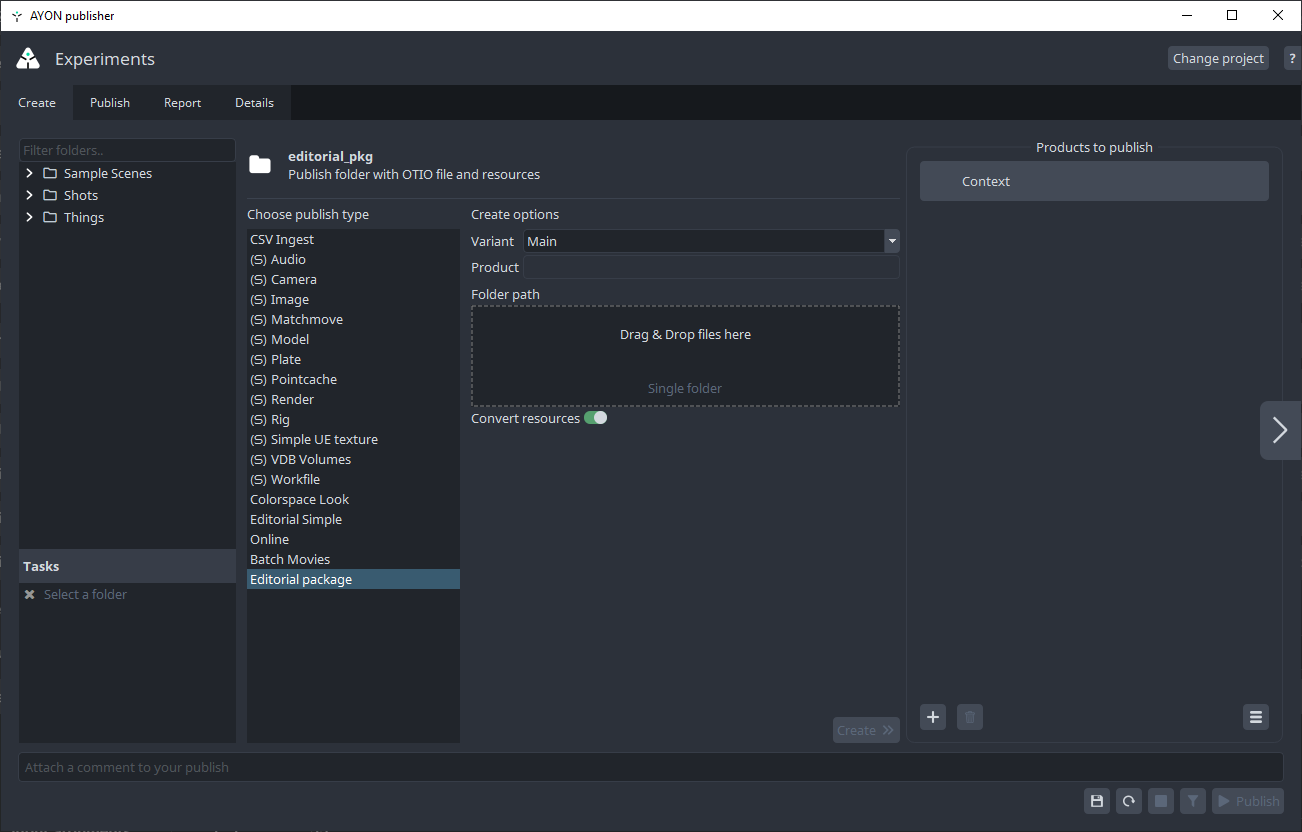 AYON publisher
Experiments
Change project
?
Create
Publish
Report
Details
Filter folders..
Sample Scenes
Shots
Things
Tasks
Select a folder
editorial_pkg
Publish folder with OTIO file and resources
Choose publish type
CSV Ingest
(S) Audio
(S) Camera
(S) Image
(S) Matchmove
(S) Model
(S) Plate
(S) Pointcache
(S) Render
(S) Rig
(S) Simple UE texture
(S) VDB Volumes
(S) Workfile
Colorspace Look
Editorial Simple
Online
Batch Movies
Editorial package
Create options
Variant Main
Product
Folder path
Drag & Drop files here
Single folder
Convert resources
Create
Products to publish
Context
Attach a comment to your publish
Publish